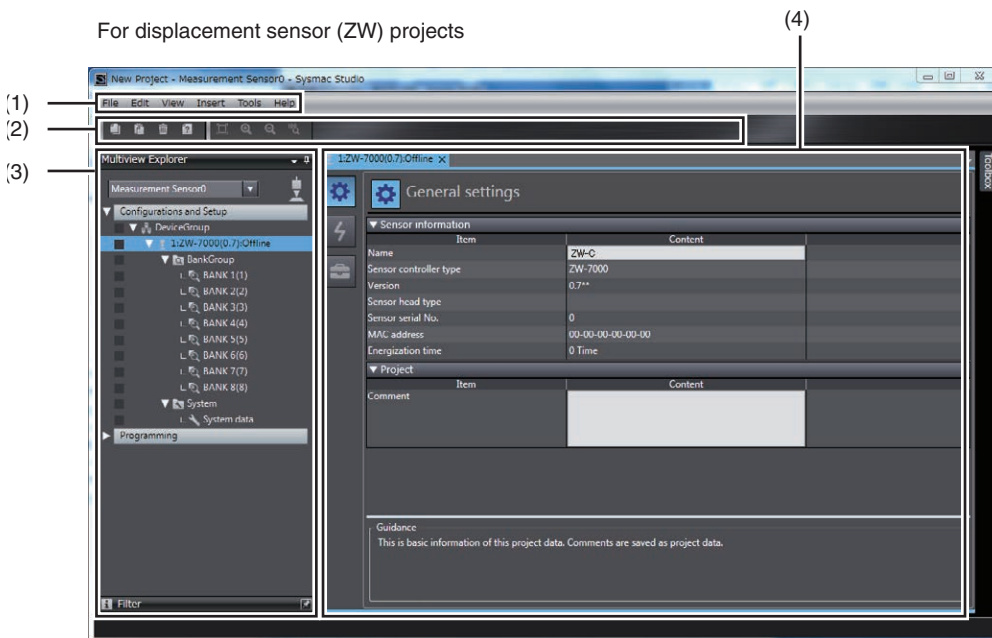 (4)
For displacement sensor (ZW) projects
New Project - Measurement Sensor0 - Sysmac Studio
(1)
File Edit View Insert Tools Help
(2)
(3)
Multiview Explorer
1:ZW-7000(0.7):Offline
Toolbox
Measurement Sensor0
General settings
Configurations and Setup
DeviceGroup
Sensor information
1:ZW-7000(0.7):Offline
Item Content
BankGroup
Name ZW-C
BANK 1(1)
Sensor controller type ZW-7000
BANK 2(2)
Version 0.7**
BANK 3(3)
Sensor head type
BANK 4(4)
Sensor serial No. 0
BANK 5(5)
MAC address 00-00-00-00-00-00
BANK 6(6)
Energization time 0 Time
BANK 7(7)
Project
BANK 8(8)
Item Content
System
Comment
System data
Programming
Guidance
This is basic information of this project data. Comments are saved as project data.
Filter